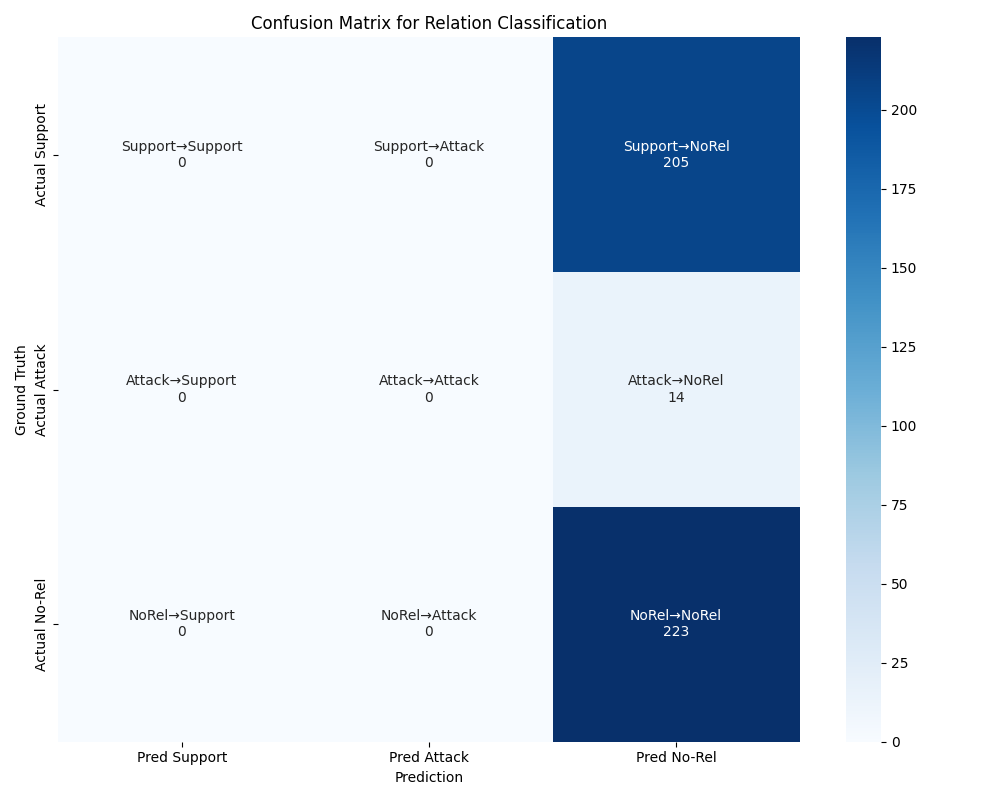 Confusion Matrix for Relation Classification
Ground Truth
Actual Support
Support→Support
0
Support→Attack
0
Support→NoRel
205
Actual Attack
Attack→Support
0
Attack→Attack
0
Attack→NoRel
14
Actual No-Rel
NoRel→Support
0
NoRel→Attack
0
NoRel→NoRel
223
Pred Support
Pred Attack
Pred No-Rel
Prediction
200
175
150
125
100
75
50
25
0